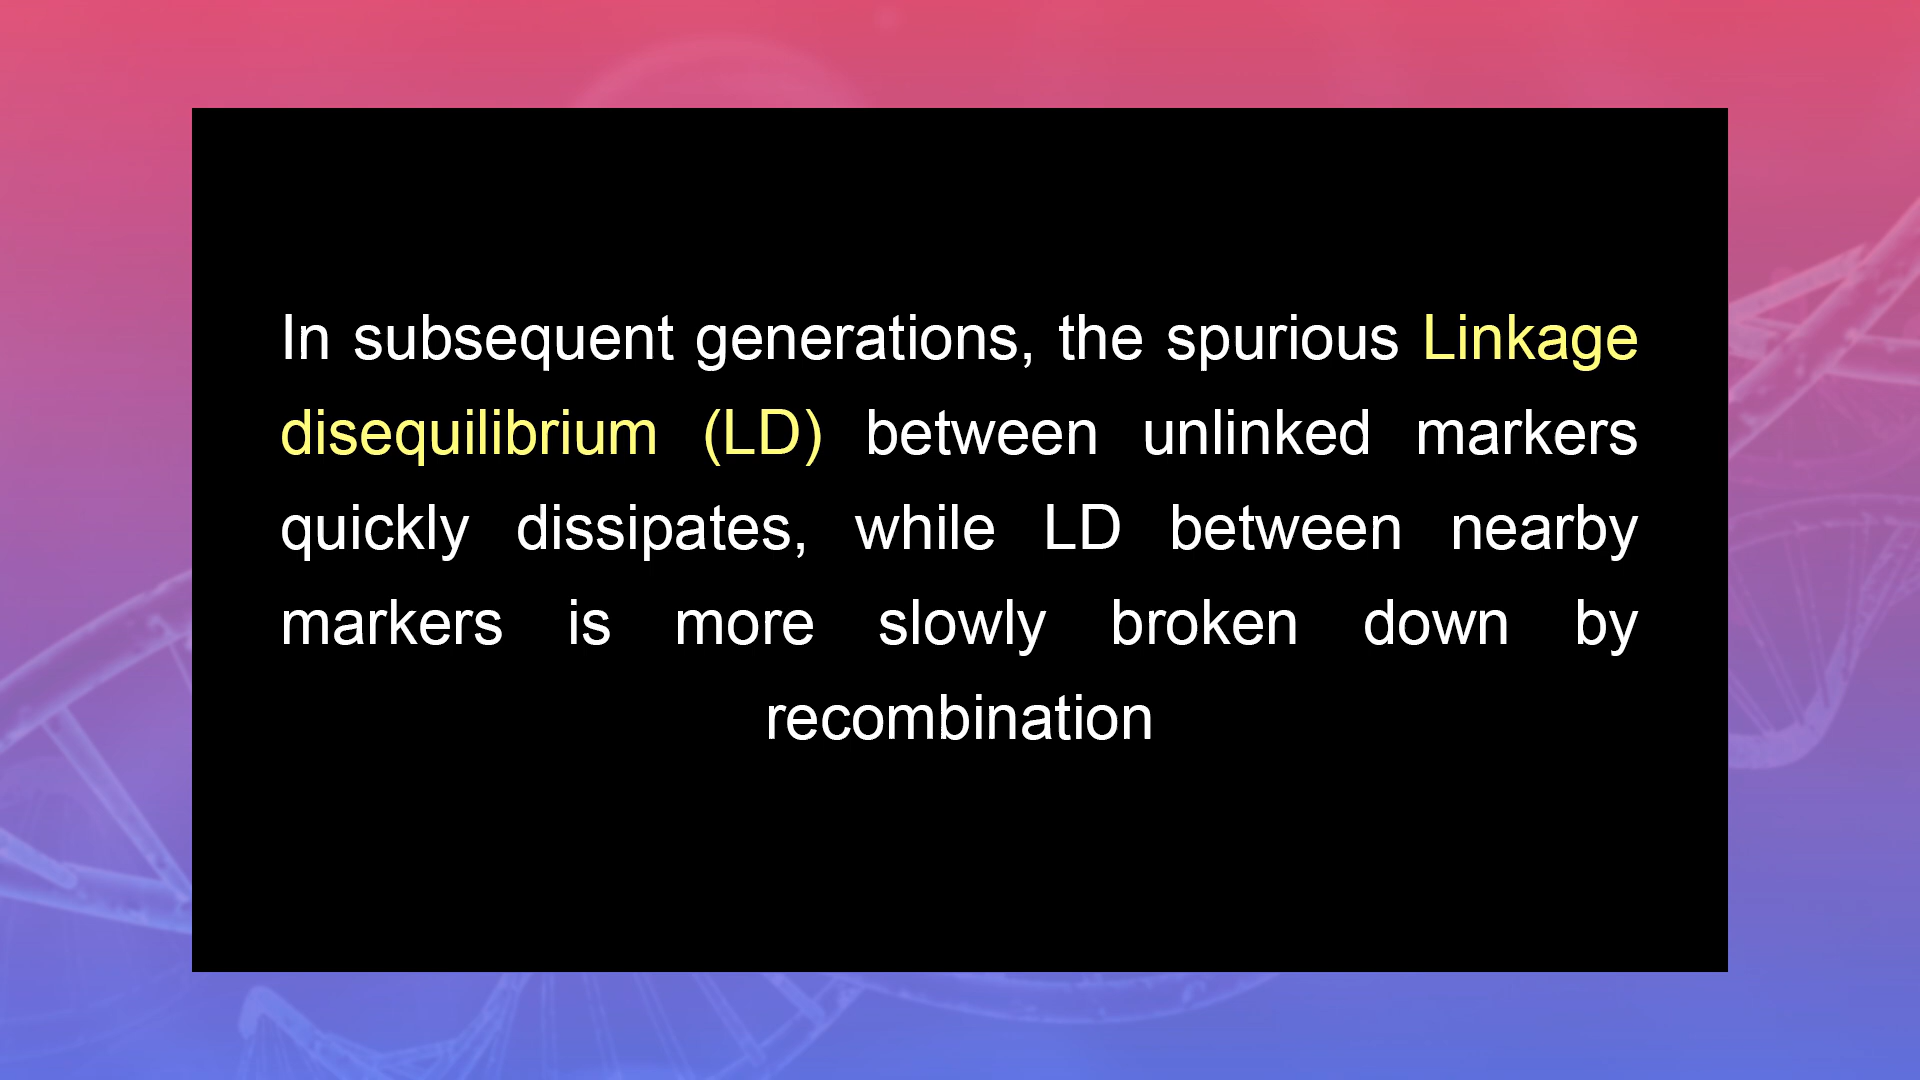 In subsequent generations, the spurious Linkage
disequilibrium (LD) between unlinked markers
quickly dissipates, while LD between nearby
markers is more slowly broken down by
recombination